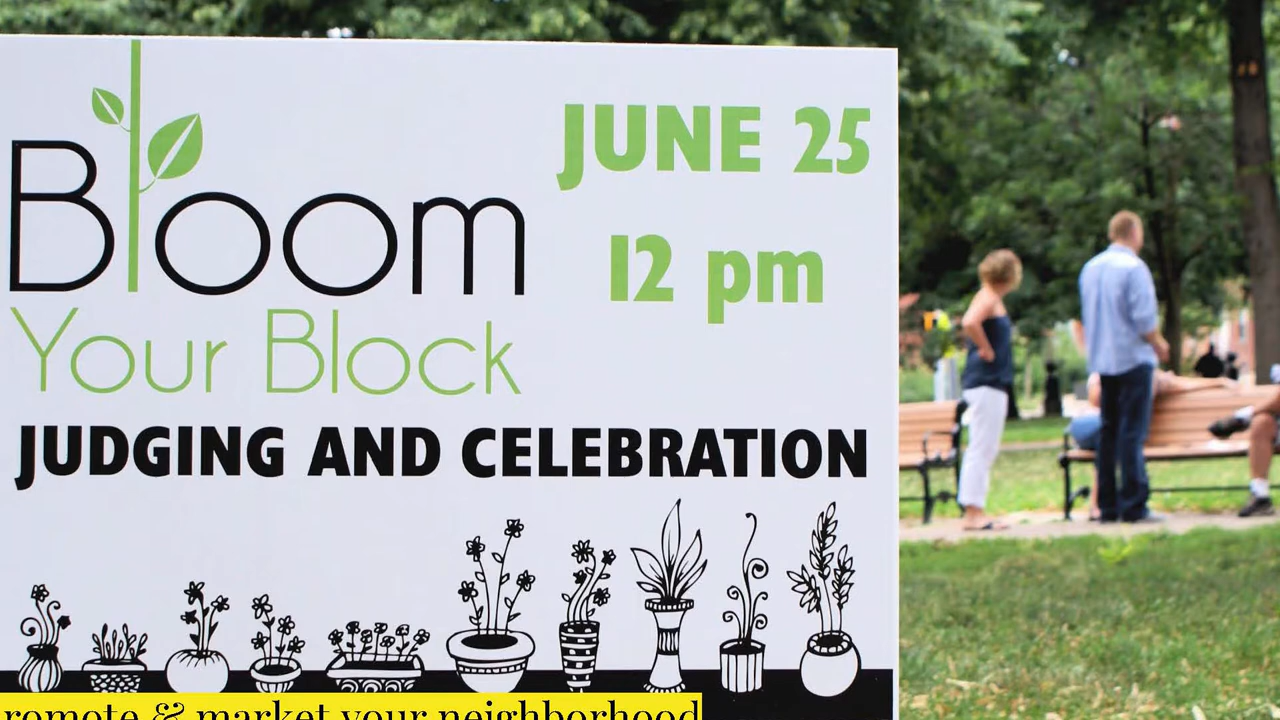 Bloom
Your Block
JUNE 25
12 pm
JUDGING AND CELEBRATION
romote & market your neighborhood